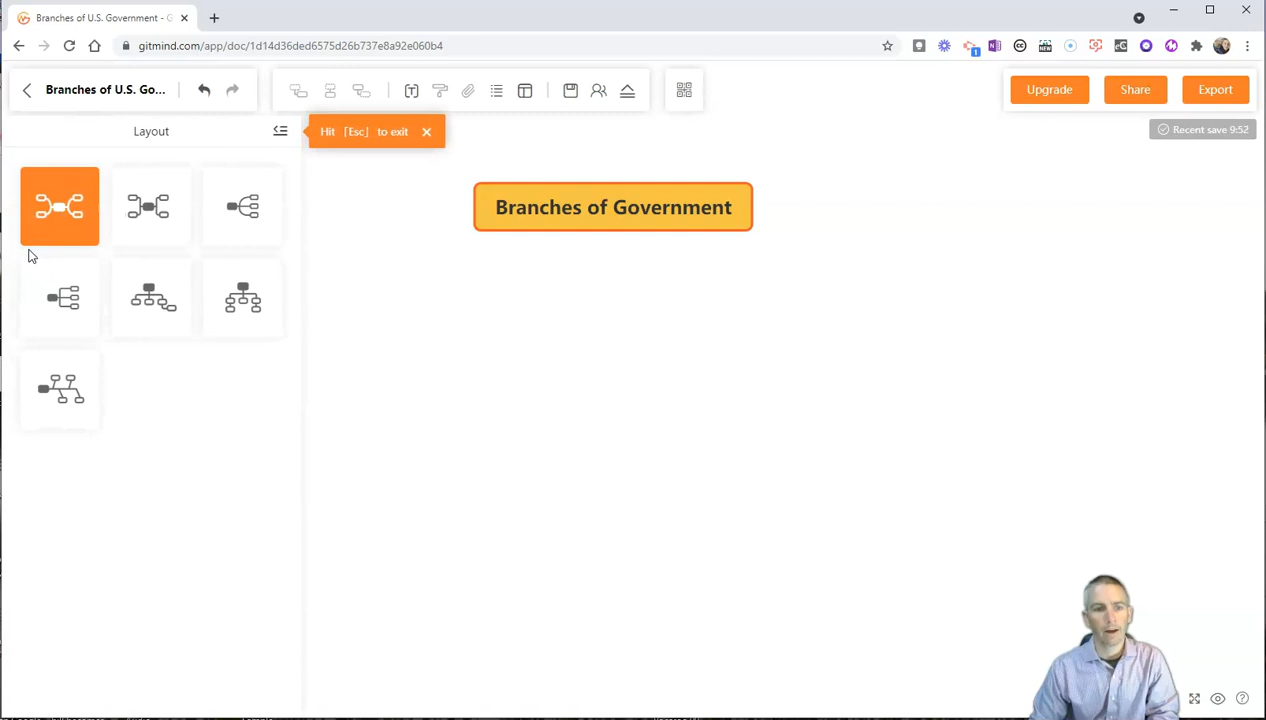 Branches of U.S. Government - G
gitmind.com/app/doc/1d14d36ded6575d26b737e8a92e060b4
Branches of U.S. Go...
Upgrade
Share
Export
Layout
Hit「Esc」 to exit
Recent save 9:52
Branches of Government